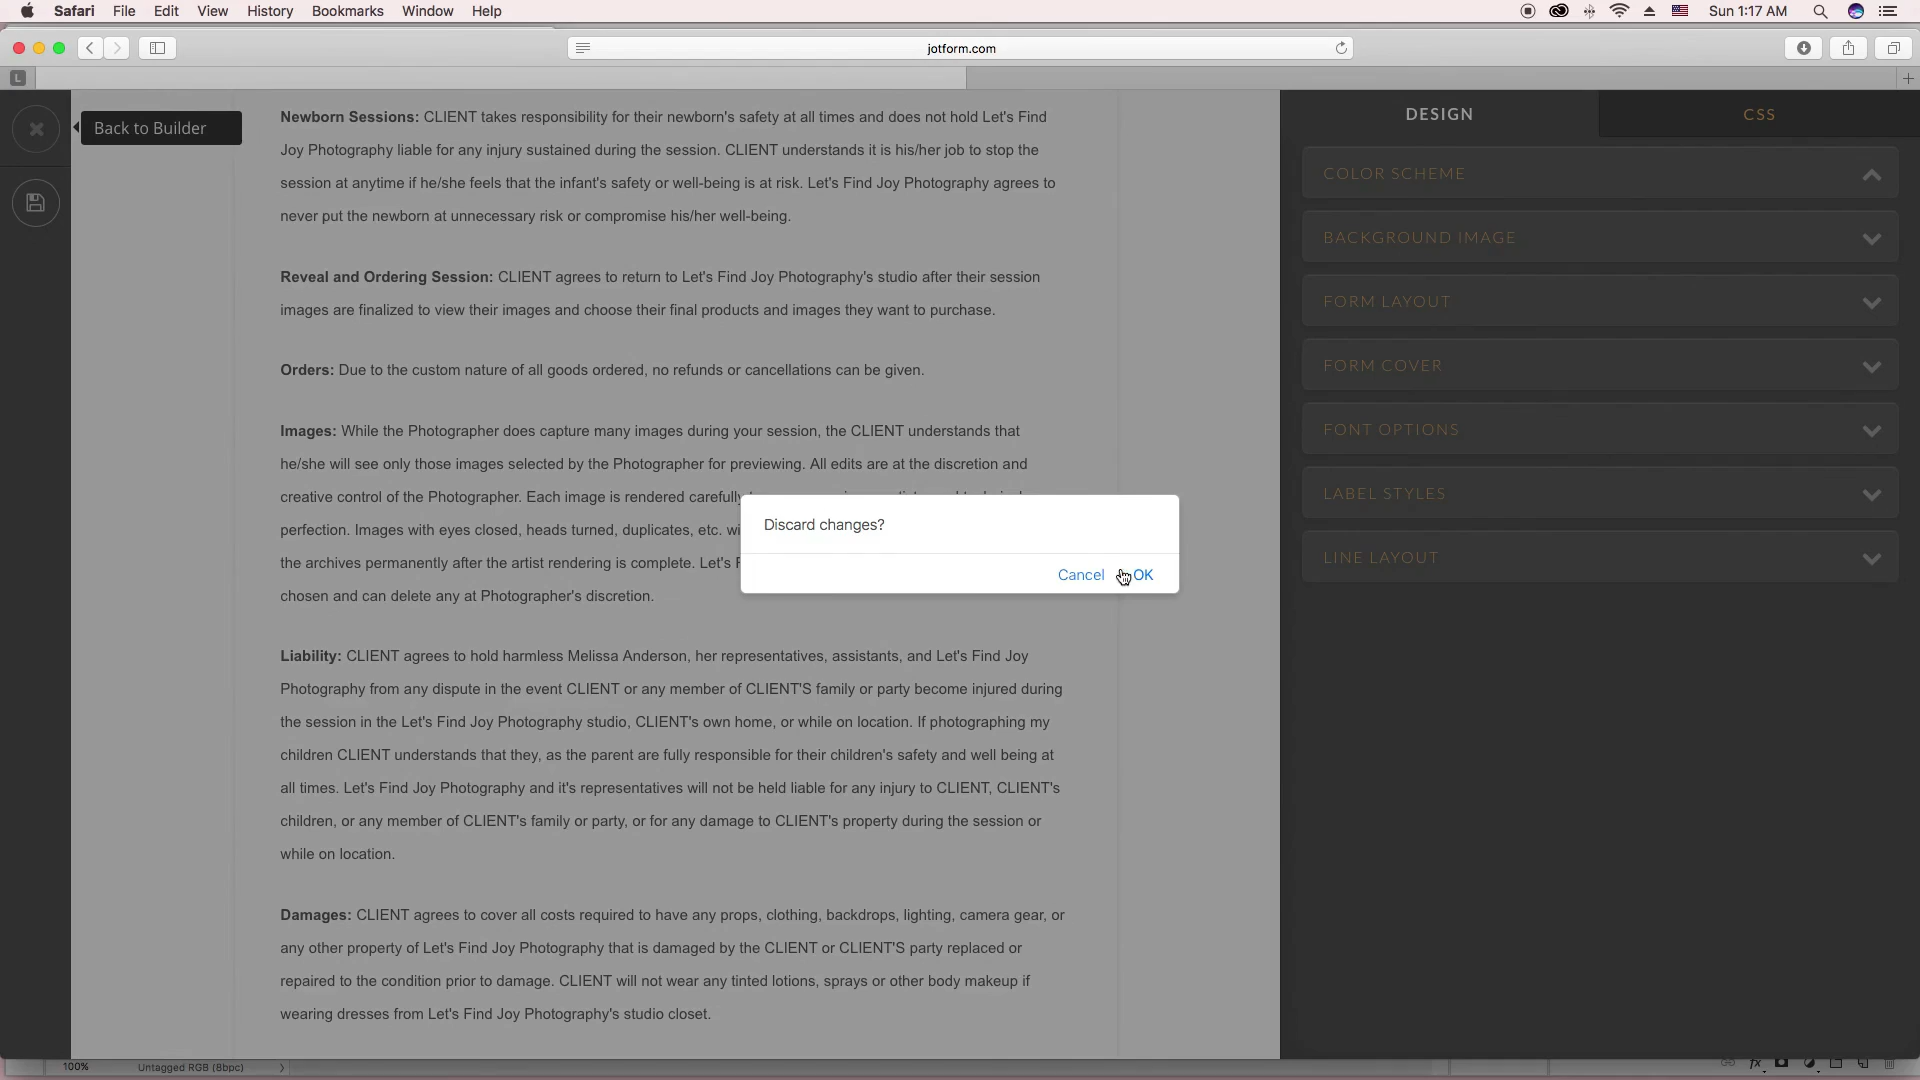 Safari File Edit View History Bookmarks Window Help
Sun 1:17 AM
jotform.com
L
Back to Builder
Newborn Sessions: CLIENT takes responsibility for their newborn's safety at all times and does not hold Let's Find
Joy Photography liable for any injury sustained during the session. CLIENT understands it is his/her job to stop the
session at anytime if he/she feels that the infant's safety or well-being is at risk. Let's Find Joy Photography agrees to
never put the newborn at unnecessary risk or compromise his/her well-being.
Reveal and Ordering Session: CLIENT agrees to return to Let's Find Joy Photography's studio after their session
images are finalized to view their images and choose their final products and images they want to purchase.
Orders: Due to the custom nature of all goods ordered, no refunds or cancellations can be given.
Images: While the Photographer does capture many images during your session, the CLIENT understands that
he/she will see only those images selected by the Photographer for previewing. All edits are at the discretion and
creative control of the Photographer. Each image is rendered carefully
perfection. Images with eyes closed, heads turned, duplicates, etc.
the archives permanently after the artist rendering is complete. Let's
chosen and can delete any at Photographer's discretion.
Liability: CLIENT agrees to hold harmless Melissa Anderson, her representatives, assistants, and Let's Find Joy
Photography from any dispute in the event CLIENT or any member of CLIENT'S family or party become injured during
the session in the Let's Find Joy Photography studio, CLIENT's own home, or while on location. If photographing my
children CLIENT understands that they, as the parent are fully responsible for their children's safety and well being at
all times. Let's Find Joy Photography and it's representatives will not be held liable for any injury to CLIENT, CLIENT's
children, or any member of CLIENT's family or party, or for any damage to CLIENT's property during the session or
while on location.
Damages: CLIENT agrees to cover all costs required to have any props, clothing, backdrops, lighting, camera gear, or
any other property of Let's Find Joy Photography that is damaged by the CLIENT or CLIENT'S party replaced or
repaired to the condition prior to damage. CLIENT will not wear any tinted lotions, sprays or other body makeup if
wearing dresses from Let's Find Joy Photography's studio closet.
Discard changes?
Cancel OK
DESIGN CSS
COLOR SCHEME
BACKGROUND IMAGE
FORM LAYOUT
FORM COVER
FONT OPTIONS
LABEL STYLES
LINE LAYOUT
100% Untagged RGB (8bpc)
fx